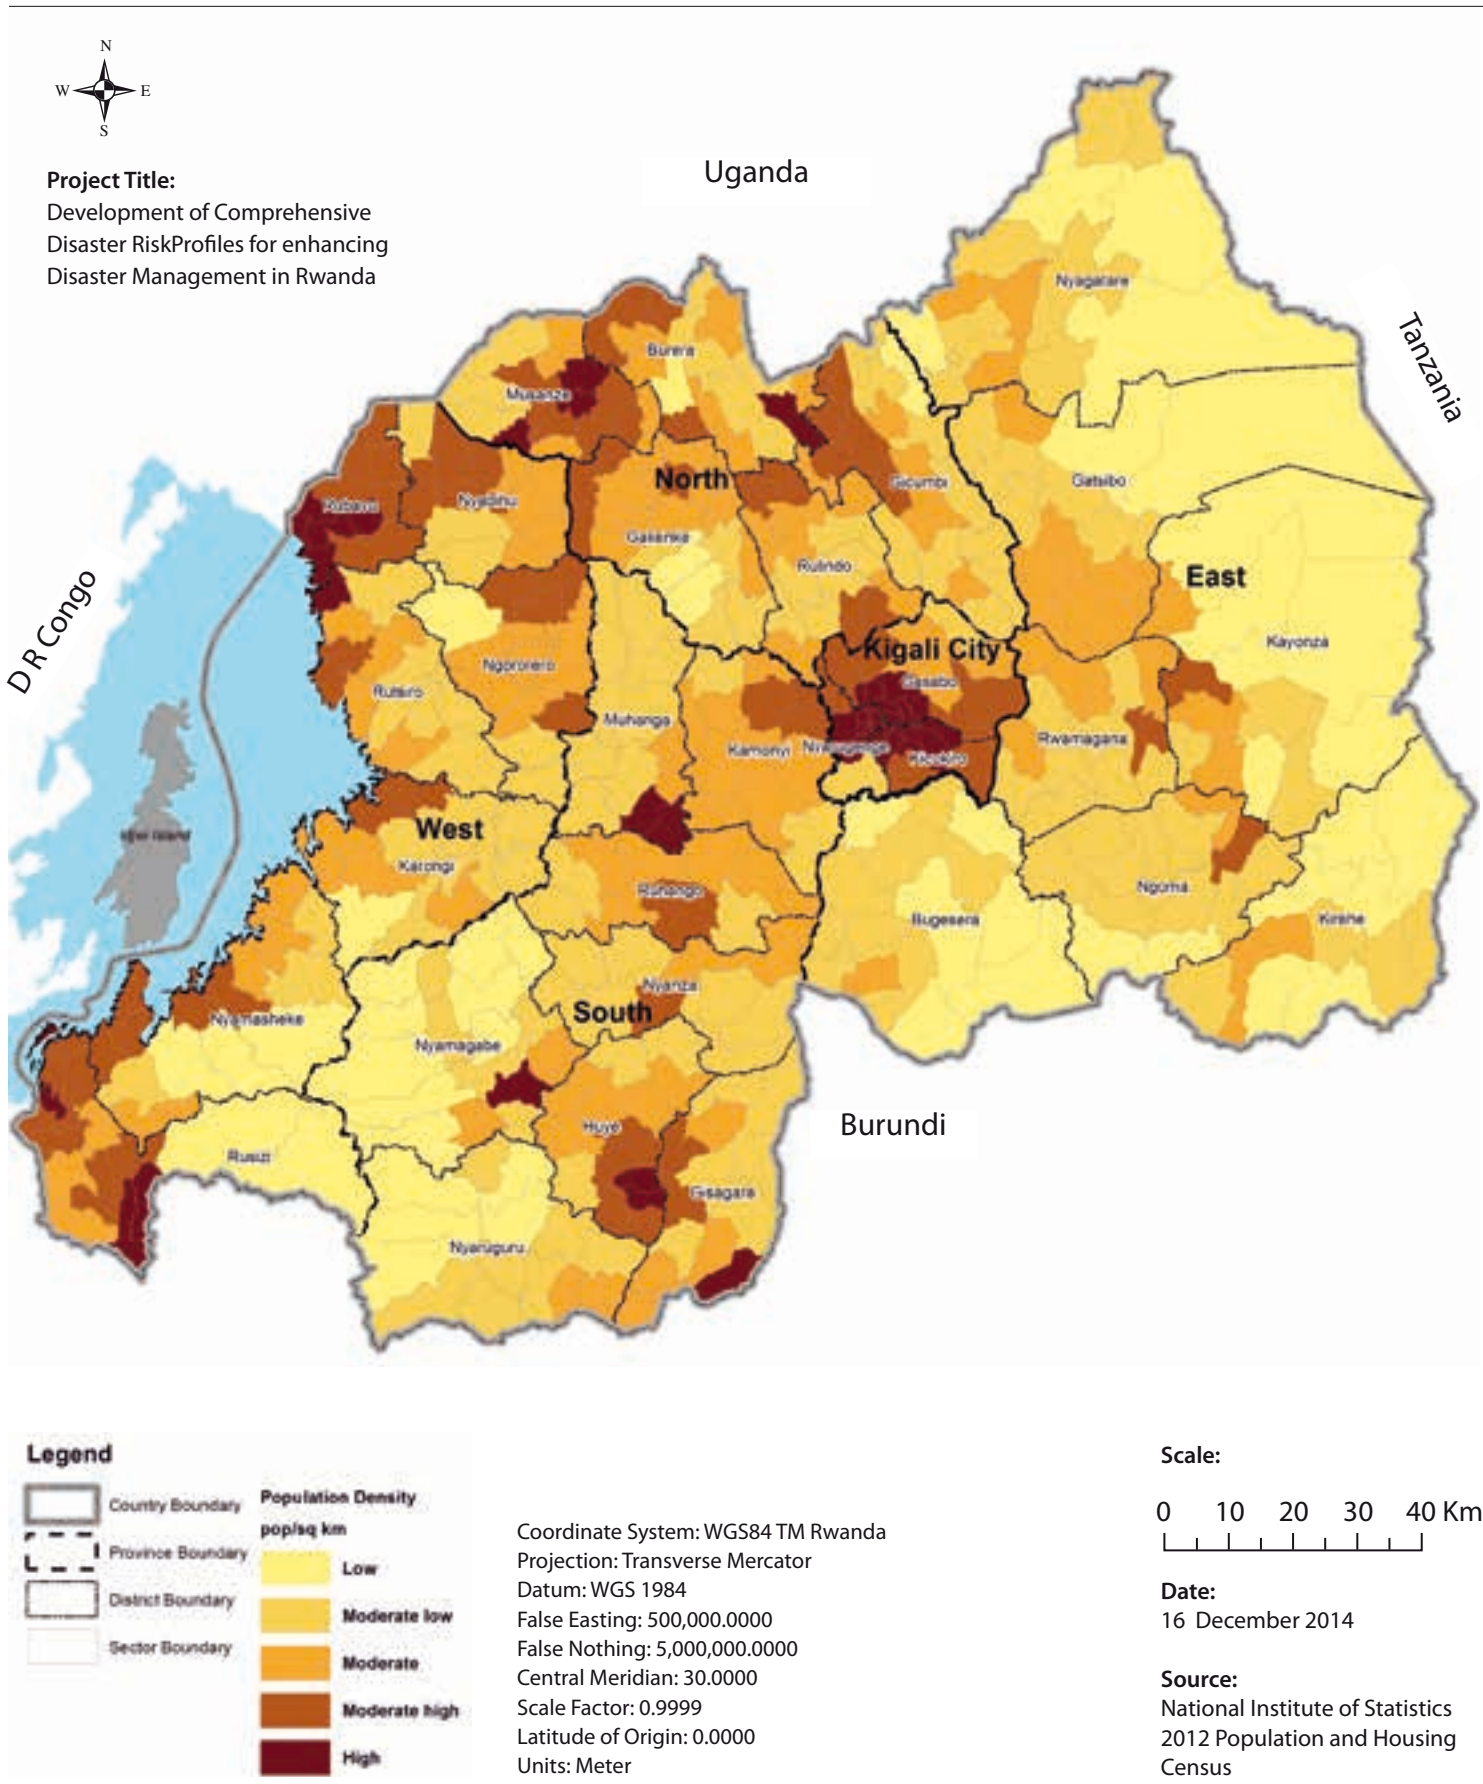 N
W E
S
Project Title:
Development of Comprehensive
Disaster RiskProfiles for enhancing
Disaster Management in Rwanda
Uganda
Tanzania
D R Congo
Burundi
Nyagatare
Burera
Musanze
North
Gicumbi
Gatsibo
Rubavu
Nyabihu
Gakenke
Rulindo
East
Kayonza
Kigali City
Gasabo
Ngororero
Rutsiro
Muhanga
Kamonyi
Nyarugenge
Kicukiro
Rwamagana
West
Karongi
Ruhango
Ngoma
Bugesera
Kirehe
Nyanza
South
Nyamasheke
Nyamagabe
Huye
Rusizi
Gisagara
Nyaruguru
Legend
Country Boundary
Province Boundary
District Boundary
Sector Boundary
Population Density
pop/sq km
Low
Moderate low
Moderate
Moderate high
High
Coordinate System: WGS84 TM Rwanda
Projection: Transverse Mercator
Datum: WGS 1984
False Easting: 500,000.0000
False Nothing: 5,000,000.0000
Central Meridian: 30.0000
Scale Factor: 0.9999
Latitude of Origin: 0.0000
Units: Meter
Scale:
0 10 20 30 40 Km
Date:
16 December 2014
Source:
National Institute of Statistics
2012 Population and Housing
Census